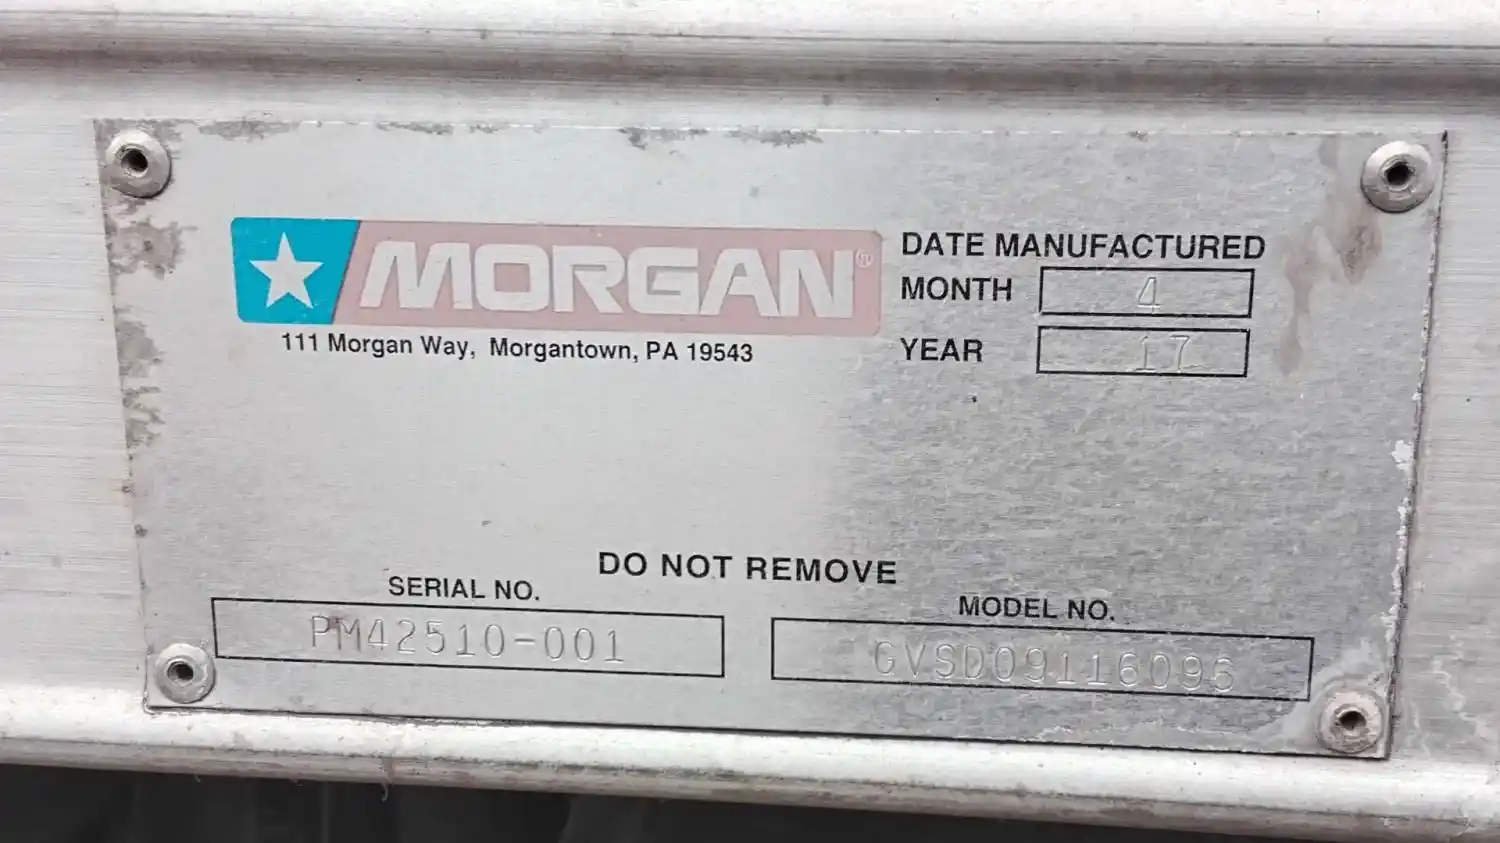 MORGAN®
111 Morgan Way, Morgantown, PA 19543
DATE MANUFACTURED
MONTH 4
YEAR 17
DO NOT REMOVE
SERIAL NO.
PM42510-001
MODEL NO.
GVSD09116096